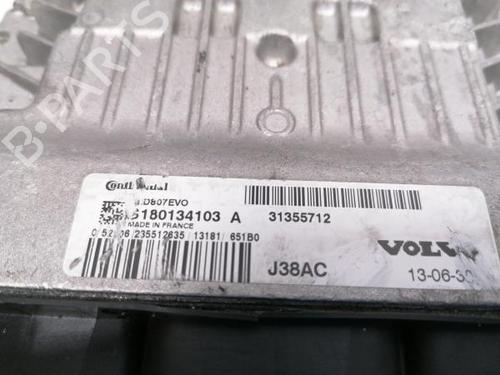 B-PARTS
Continental
SID807EVO
S180134103 A 31355712
MADE IN FRANCE
235512635 13181 651B0
VOLVO
J38AC 13-06-30